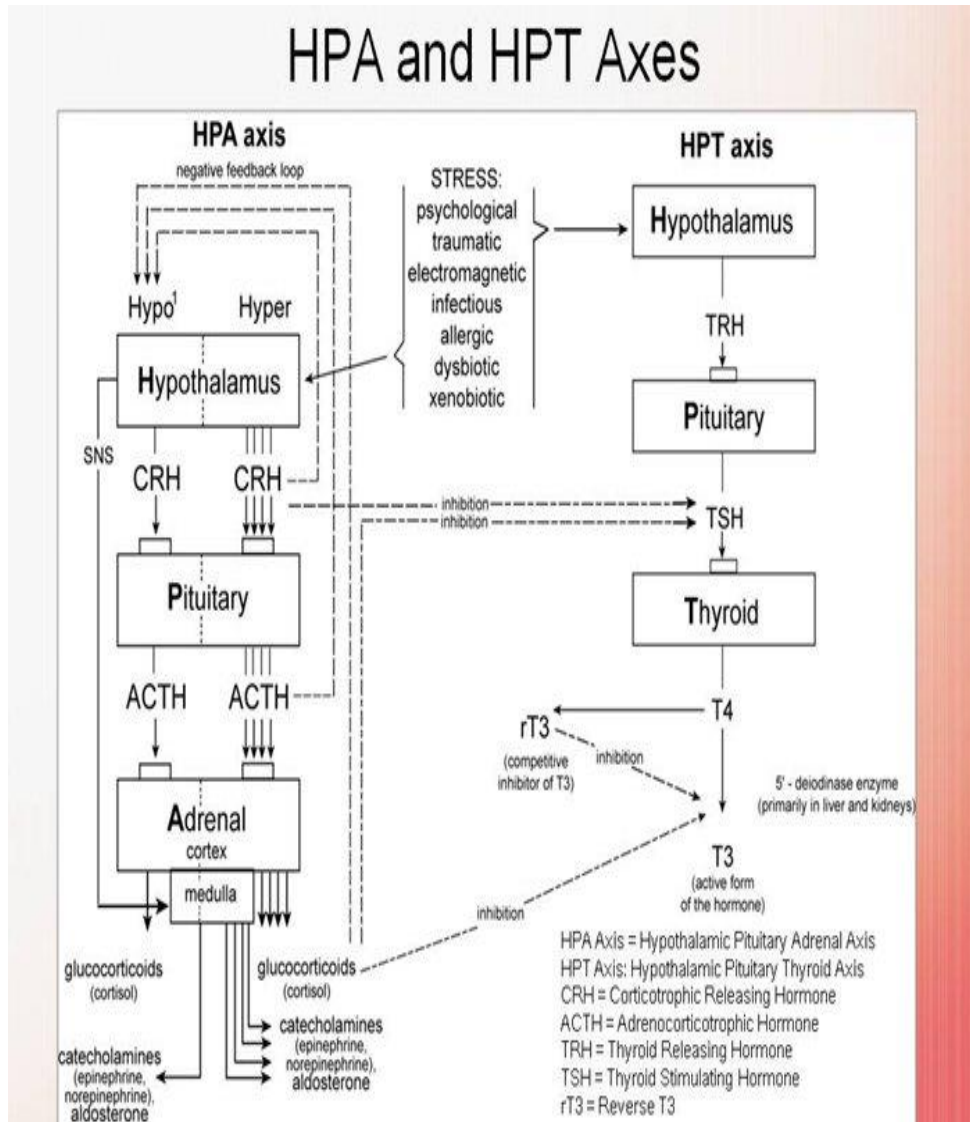 HPA and HPT Axes
HPA axis
negative feedback loop
Hypo1
Hyper
Hypothalamus
SNS
CRH
CRH
Pituitary
ACTH
ACTH
Adrenal
cortex
medulla
glucocorticoids
(cortisol)
glucocorticoids
(cortisol)
catecholamines
(epinephrine,
norepinephrine),
aldosterone
catecholamines
(epinephrine,
norepinephrine),
aldosterone
STRESS:
psychological
traumatic
electromagnetic
infectious
allergic
dysbiotic
xenobiotic
inhibition
inhibition
HPT axis
Hypothalamus
TRH
Pituitary
TSH
Thyroid
T4
rT3
(competitive
inhibitor of T3)
inhibition
5' - deiodinase enzyme
(primarily in liver and kidneys)
T3
(active form
of the hormone)
inhibition
HPA Axis = Hypothalamic Pituitary Adrenal Axis
HPT Axis: Hypothalamic Pituitary Thyroid Axis
CRH = Corticotrophic Releasing Hormone
ACTH = Adrenocorticotrophic Hormone
TRH = Thyroid Releasing Hormone
TSH = Thyroid Stimulating Hormone
rT3 = Reverse T3